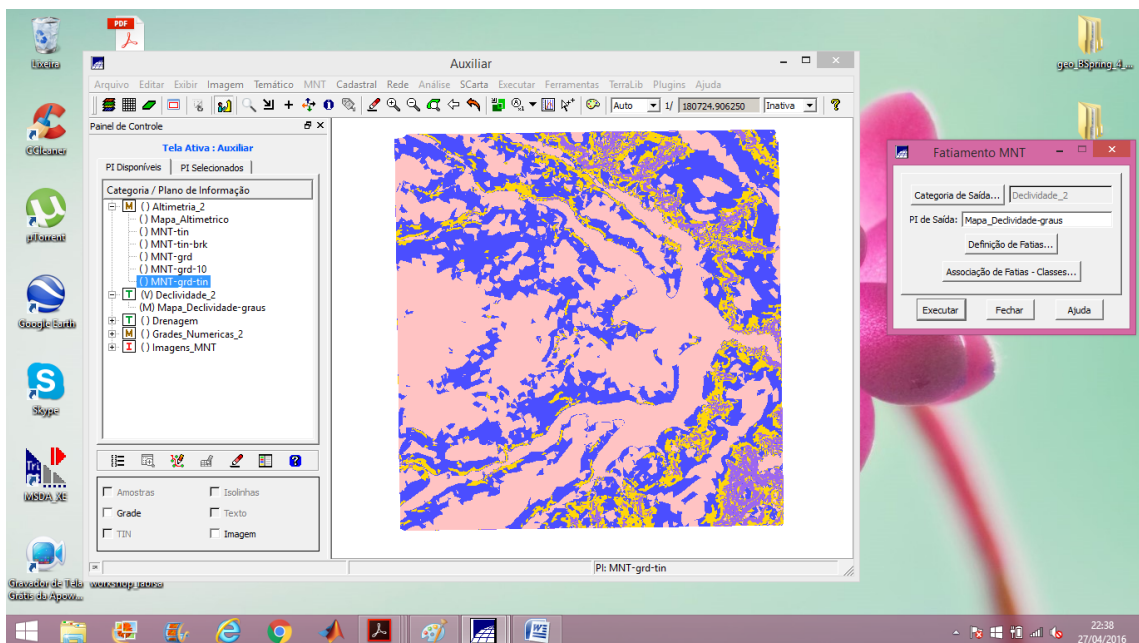 Lixeira
PDF
geo_BSpring_4_...
CCleaner
µTorrent
Google Earth
Skype
MSDA_XE
Gravador de Tela
Grátis da Apow...
Auxiliar
Arquivo Editar Exibir Imagem Temático MNT Cadastral Rede Análise SCarta Executar Ferramentas TerraLib Plugins Ajuda
Auto 1/ 180724.906250 Inativa
Painel de Controle
Tela Ativa : Auxiliar
PI Disponíveis PI Selecionados
Categoria / Plano de Informação
M () Altimetria_2
() Mapa_Altimetrico
() MNT-tin
() MNT-tin-brk
() MNT-grd
() MNT-grd-10
() MNT-grd-tin
T (V) Declividade_2
(M) Mapa_Declividade-graus
T () Drenagem
M () Grades_Numericas_2
I () Imagens_MNT
Amostras Isolinhas
Grade Texto
TIN Imagem
PI: MNT-grd-tin
Fatiamento MNT
Categoria de Saída... Declividade_2
PI de Saída: Mapa_Declividade-graus
Definição de Fatias...
Associação de Fatias - Classes...
Executar Fechar Ajuda
22:38
27/04/2016